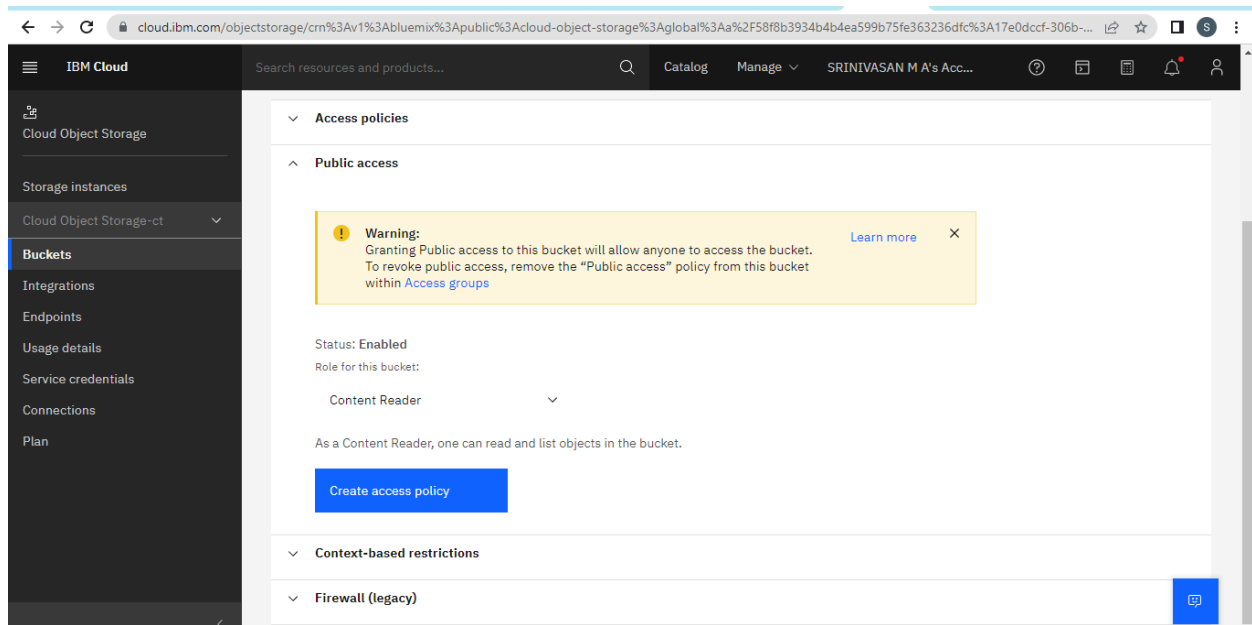 cloud.ibm.com/objectstorage/crn%3Av1%3Abluemix%3Apublic%3Acloud-object-storage%3Aglobal%3Aa%2F58f8b3934b4b4ea599b75fe363236dfc%3A17e0dccf-306b-...
S
IBM Cloud
Search resources and products...
Catalog
Manage
SRINIVASAN M A's Acc...
Cloud Object Storage
Storage instances
Cloud Object Storage-ct
Buckets
Integrations
Endpoints
Usage details
Service credentials
Connections
Plan
Access policies
Public access
Warning:
Granting Public access to this bucket will allow anyone to access the bucket.
To revoke public access, remove the “Public access” policy from this bucket
within Access groups
Learn more
Status: Enabled
Role for this bucket:
Content Reader
As a Content Reader, one can read and list objects in the bucket.
Create access policy
Context-based restrictions
Firewall (legacy)